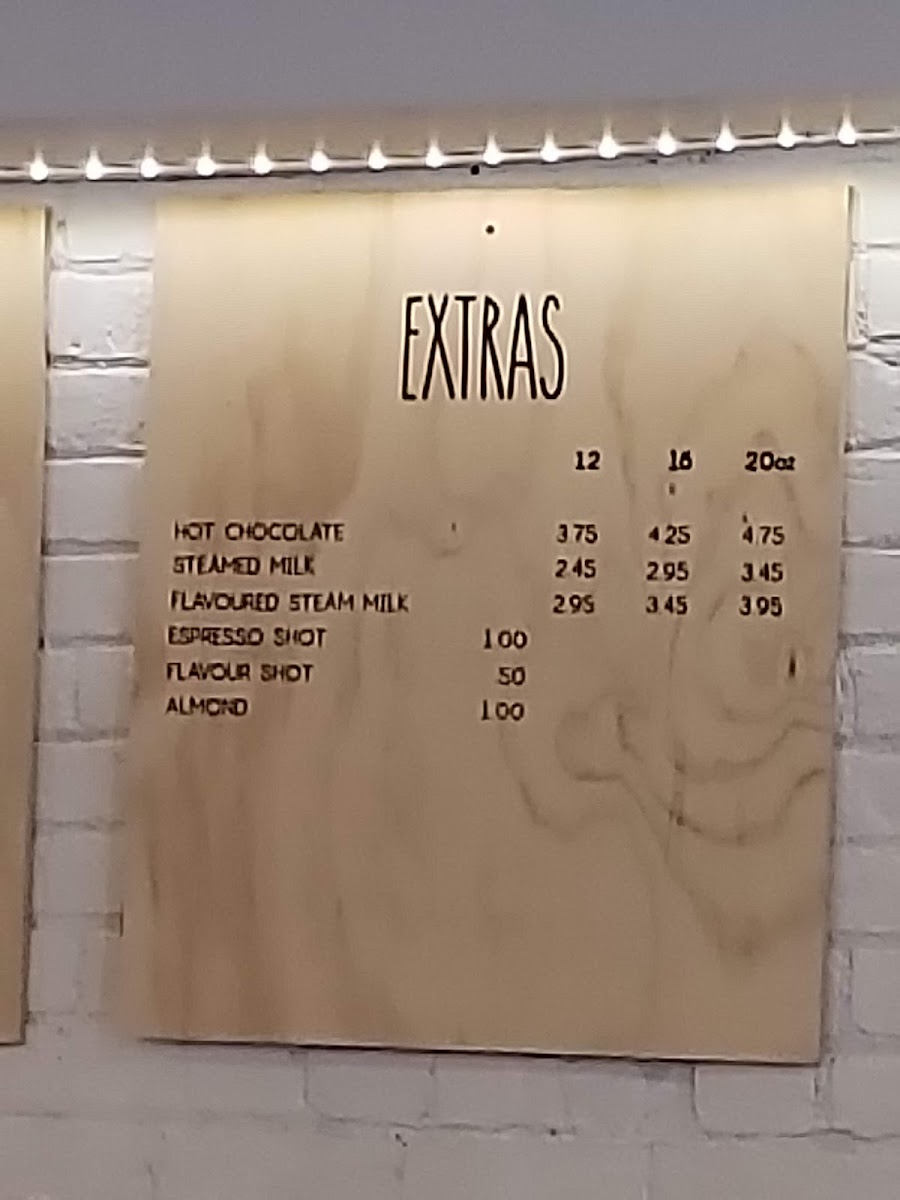 EXTRAS
12 16 20oz
HOT CHOCOLATE 3.75 4.25 4.75
STEAMED MILK 2.45 2.95 3.45
FLAVOURED STEAM MILK 2.95 3.45 3.95
ESPRESSO SHOT 1.00
FLAVOUR SHOT .50
ALMOND 1.00